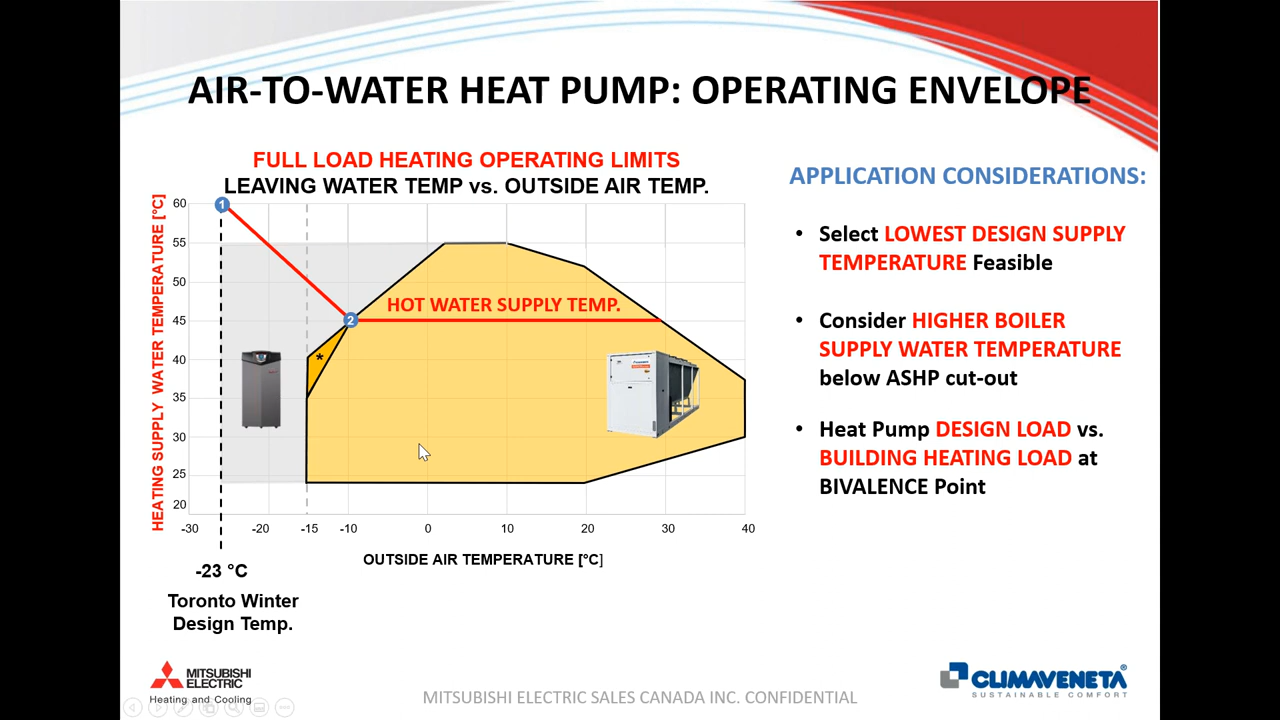 AIR-TO-WATER HEAT PUMP: OPERATING ENVELOPE
FULL LOAD HEATING OPERATING LIMITS
LEAVING WATER TEMP vs. OUTSIDE AIR TEMP.
HEATING SUPPLY WATER TEMPERATURE [°C]
60
55
50
45
40
35
30
25
20
1
2
HOT WATER SUPPLY TEMP.
*
-30
-20
-15
-10
0
10
20
30
40
OUTSIDE AIR TEMPERATURE [°C]
-23 °C
Toronto Winter
Design Temp.
APPLICATION CONSIDERATIONS:
• Select LOWEST DESIGN SUPPLY
TEMPERATURE Feasible
• Consider HIGHER BOILER
SUPPLY WATER TEMPERATURE
below ASHP cut-out
• Heat Pump DESIGN LOAD vs.
BUILDING HEATING LOAD at
BIVALENCE Point
MITSUBISHI
ELECTRIC
Heating and Cooling
MITSUBISHI ELECTRIC SALES CANADA INC. CONFIDENTIAL
CLIMAVENETA®
SUSTAINABLE COMFORT